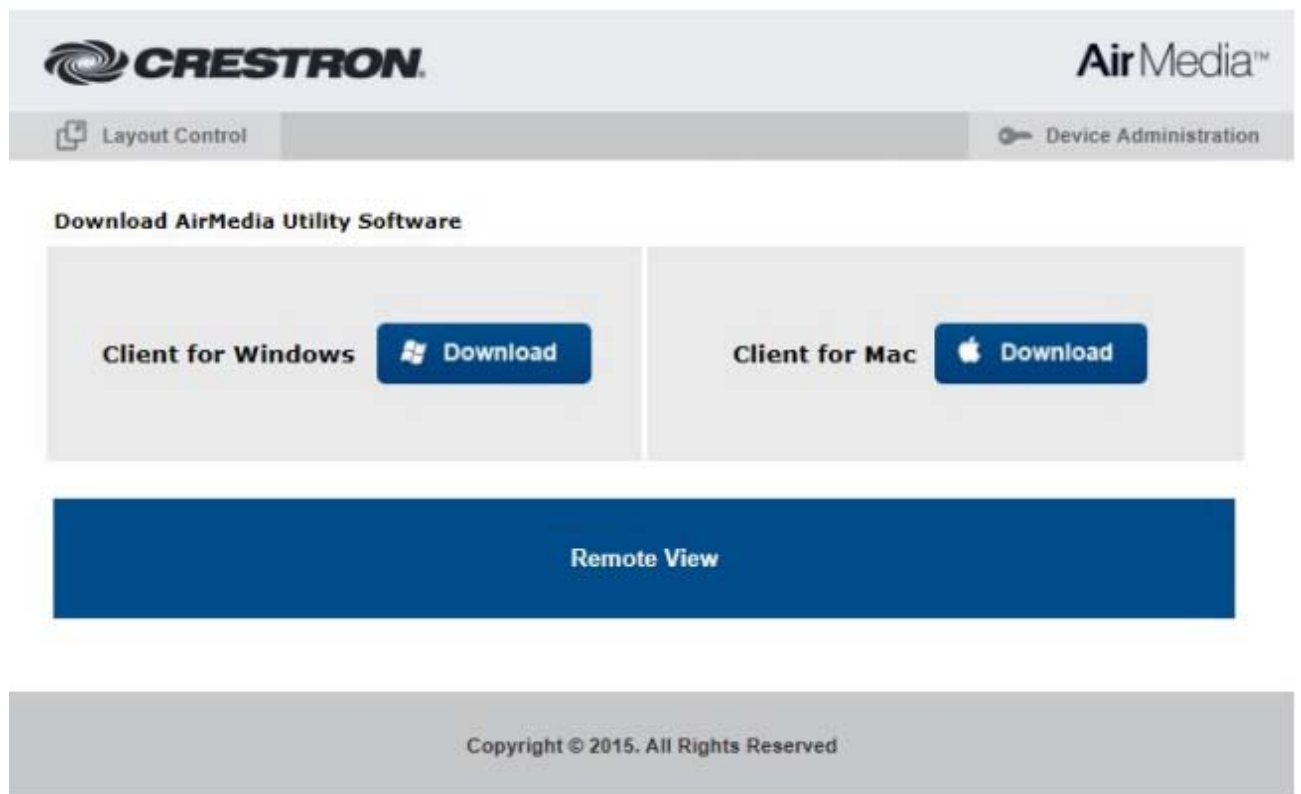 CRESTRON.
AirMedia™
Layout Control
Device Administration
Download AirMedia Utility Software
Client for Windows
Download
Client for Mac
Download
Remote View
Copyright © 2015. All Rights Reserved